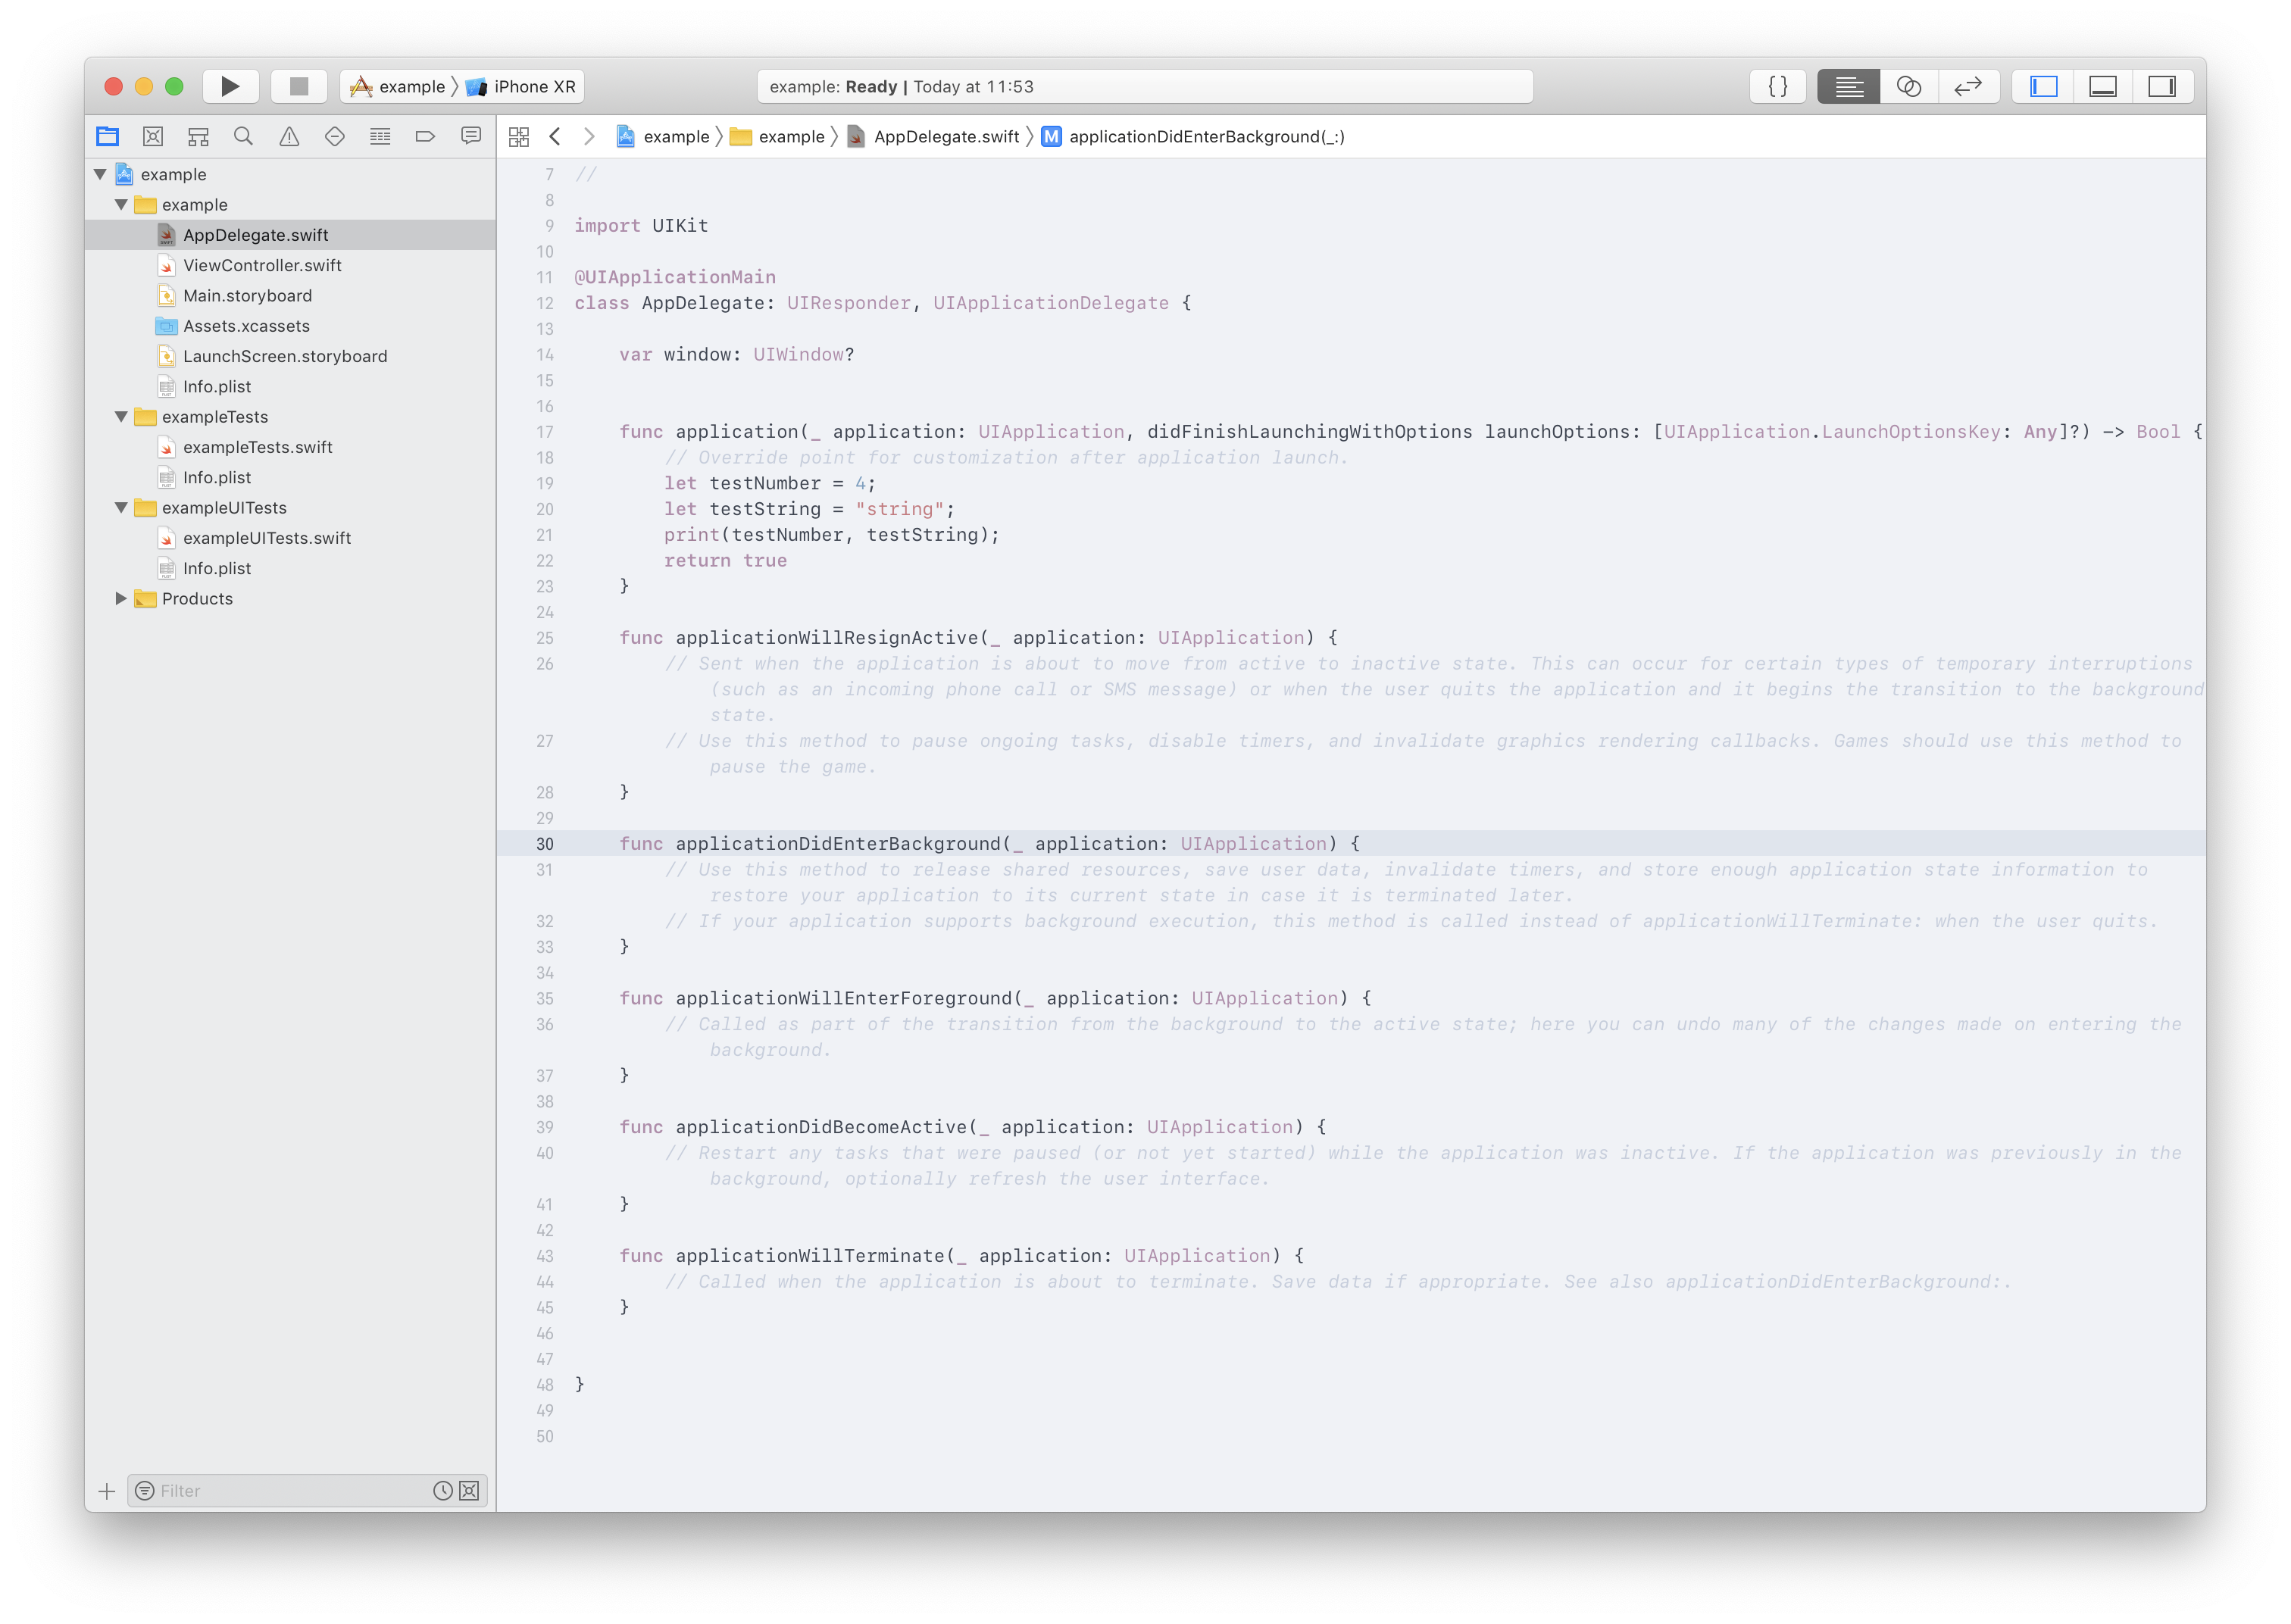 example 〉 iPhone XR
example: Ready | Today at 11:53
{ }
example 〉 example 〉 AppDelegate.swift 〉 M applicationDidEnterBackground(_:)
example
example
AppDelegate.swift
ViewController.swift
Main.storyboard
Assets.xcassets
LaunchScreen.storyboard
Info.plist
exampleTests
exampleTests.swift
Info.plist
exampleUITests
exampleUITests.swift
Info.plist
Products
Filter
7 //
8
9 import UIKit
10
11 @UIApplicationMain
12 class AppDelegate: UIResponder, UIApplicationDelegate {
13
14     var window: UIWindow?
15
16
17     func application(_ application: UIApplication, didFinishLaunchingWithOptions launchOptions: [UIApplication.LaunchOptionsKey: Any]?) -> Bool {
18         // Override point for customization after application launch.
19         let testNumber = 4;
20         let testString = "string";
21         print(testNumber, testString);
22         return true
23     }
24
25     func applicationWillResignActive(_ application: UIApplication) {
26         // Sent when the application is about to move from active to inactive state. This can occur for certain types of temporary interruptions
(such as an incoming phone call or SMS message) or when the user quits the application and it begins the transition to the background
state.
27         // Use this method to pause ongoing tasks, disable timers, and invalidate graphics rendering callbacks. Games should use this method to
pause the game.
28     }
29
30     func applicationDidEnterBackground(_ application: UIApplication) {
31         // Use this method to release shared resources, save user data, invalidate timers, and store enough application state information to
restore your application to its current state in case it is terminated later.
32         // If your application supports background execution, this method is called instead of applicationWillTerminate: when the user quits.
33     }
34
35     func applicationWillEnterForeground(_ application: UIApplication) {
36         // Called as part of the transition from the background to the active state; here you can undo many of the changes made on entering the
background.
37     }
38
39     func applicationDidBecomeActive(_ application: UIApplication) {
40         // Restart any tasks that were paused (or not yet started) while the application was inactive. If the application was previously in the
background, optionally refresh the user interface.
41     }
42
43     func applicationWillTerminate(_ application: UIApplication) {
44         // Called when the application is about to terminate. Save data if appropriate. See also applicationDidEnterBackground:.
45     }
46
47
48 }
49
50